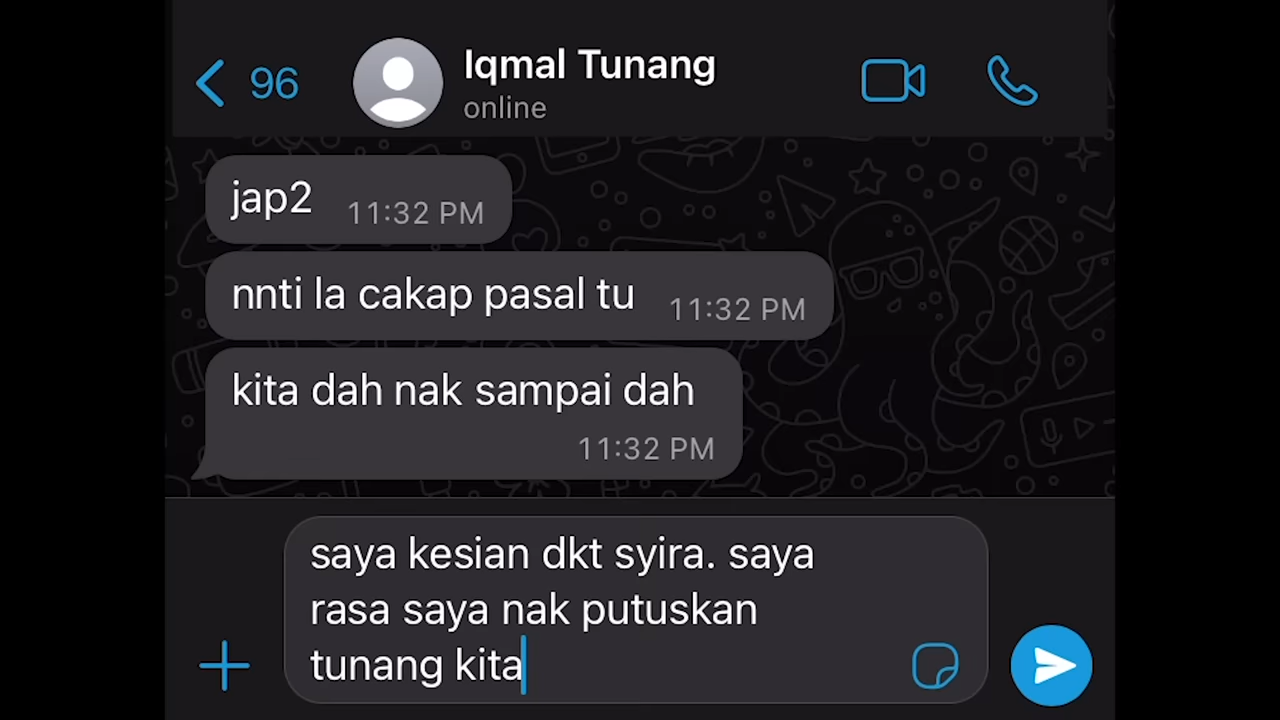 96
Iqmal Tunang
online
jap2 11:32 PM
nnti la cakap pasal tu 11:32 PM
kita dah nak sampai dah
11:32 PM
saya kesian dkt syira. saya
rasa saya nak putuskan
tunang kita